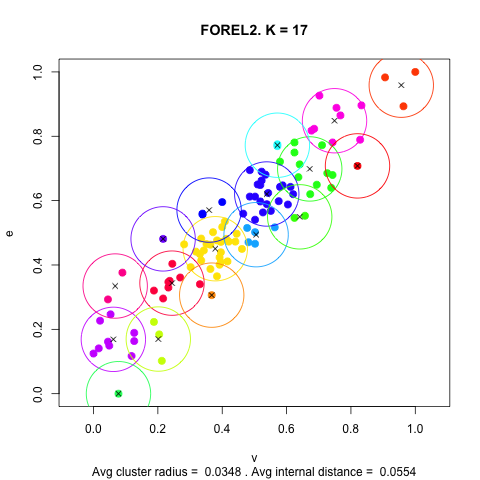 FOREL2. K = 17
e
0.0 0.2 0.4 0.6 0.8 1.0
0.0 0.2 0.4 0.6 0.8 1.0
v
Avg cluster radius =  0.0348 . Avg internal distance =  0.0554